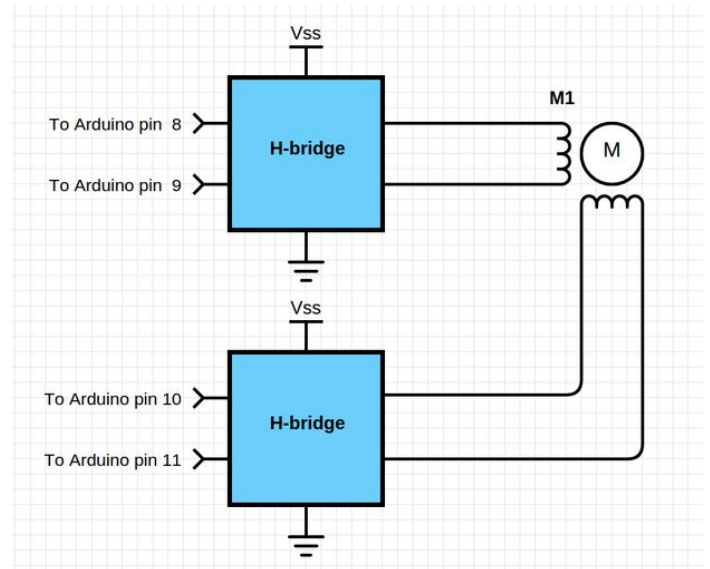 Vss
M1
To Arduino pin 8
H-bridge
M
To Arduino pin 9
Vss
To Arduino pin 10
H-bridge
To Arduino pin 11